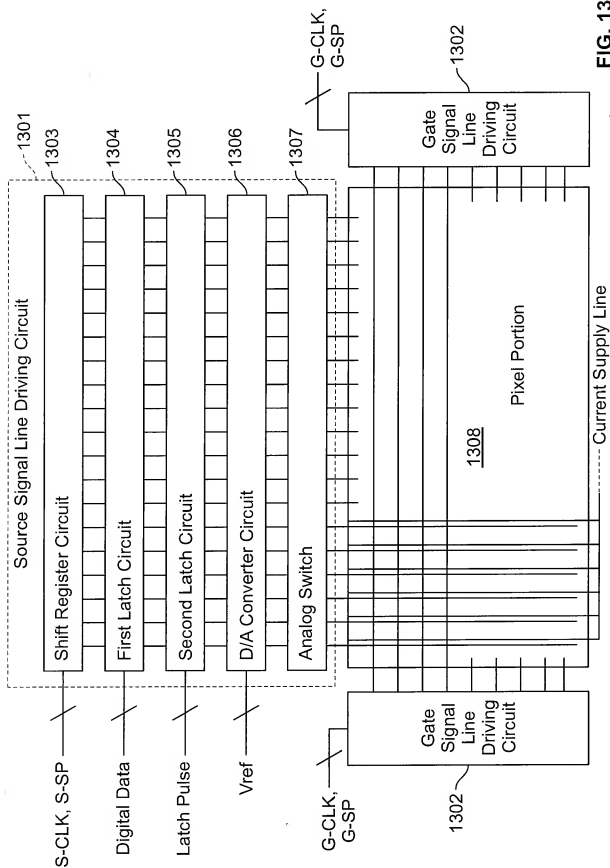 Source Signal Line Driving Circuit
1301
S-CLK, S-SP
Shift Register Circuit
1303
Digital Data
First Latch Circuit
1304
Latch Pulse
Second Latch Circuit
1305
Vref
D/A Converter Circuit
1306
Analog Switch
1307
G-CLK,
G-SP
G-CLK,
G-SP
Gate
Signal
Line
Driving
Circuit
1302
1308
Pixel Portion
Gate
Signal
Line
Driving
Circuit
1302
Current Supply Line
FIG. 13